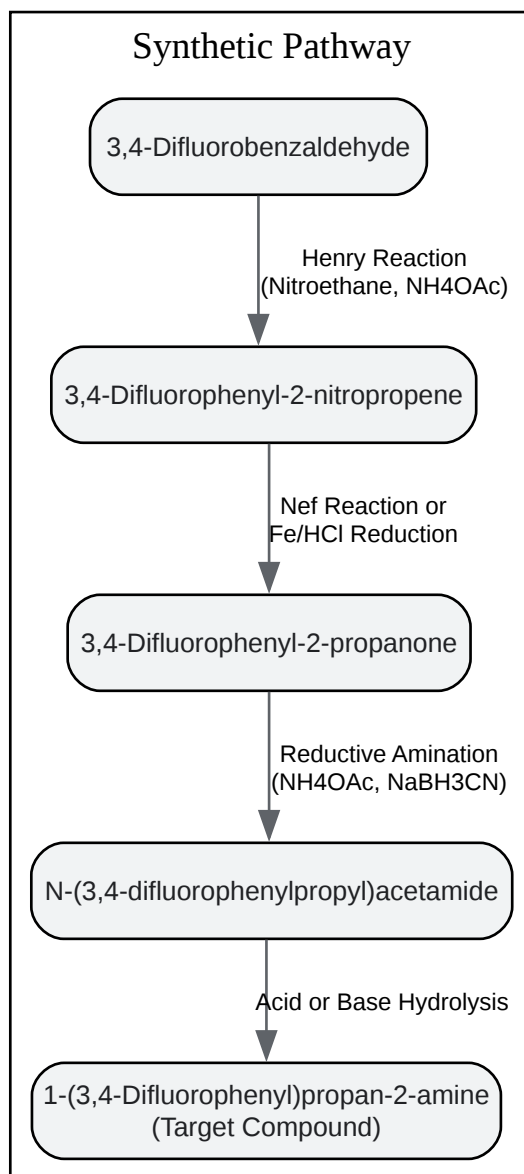 Synthetic Pathway
3,4-Difluorobenzaldehyde
Henry Reaction
(Nitroethane, NH4OAc)
3,4-Difluorophenyl-2-nitropropene
Nef Reaction or
Fe/HCl Reduction
3,4-Difluorophenyl-2-propanone
Reductive Amination
(NH4OAc, NaBH3CN)
N-(3,4-difluorophenylpropyl)acetamide
Acid or Base Hydrolysis
1-(3,4-Difluorophenyl)propan-2-amine
(Target Compound)